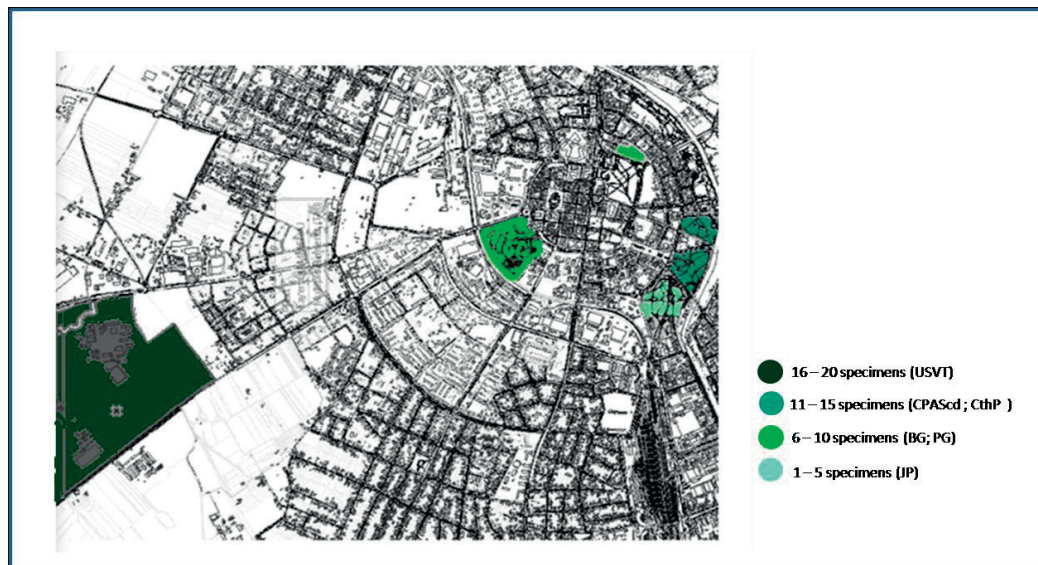 16 – 20 specimens (USVT)
11 – 15 specimens (CPAScd ; CthP )
6 – 10 specimens (BG; PG)
1 – 5 specimens (JP)